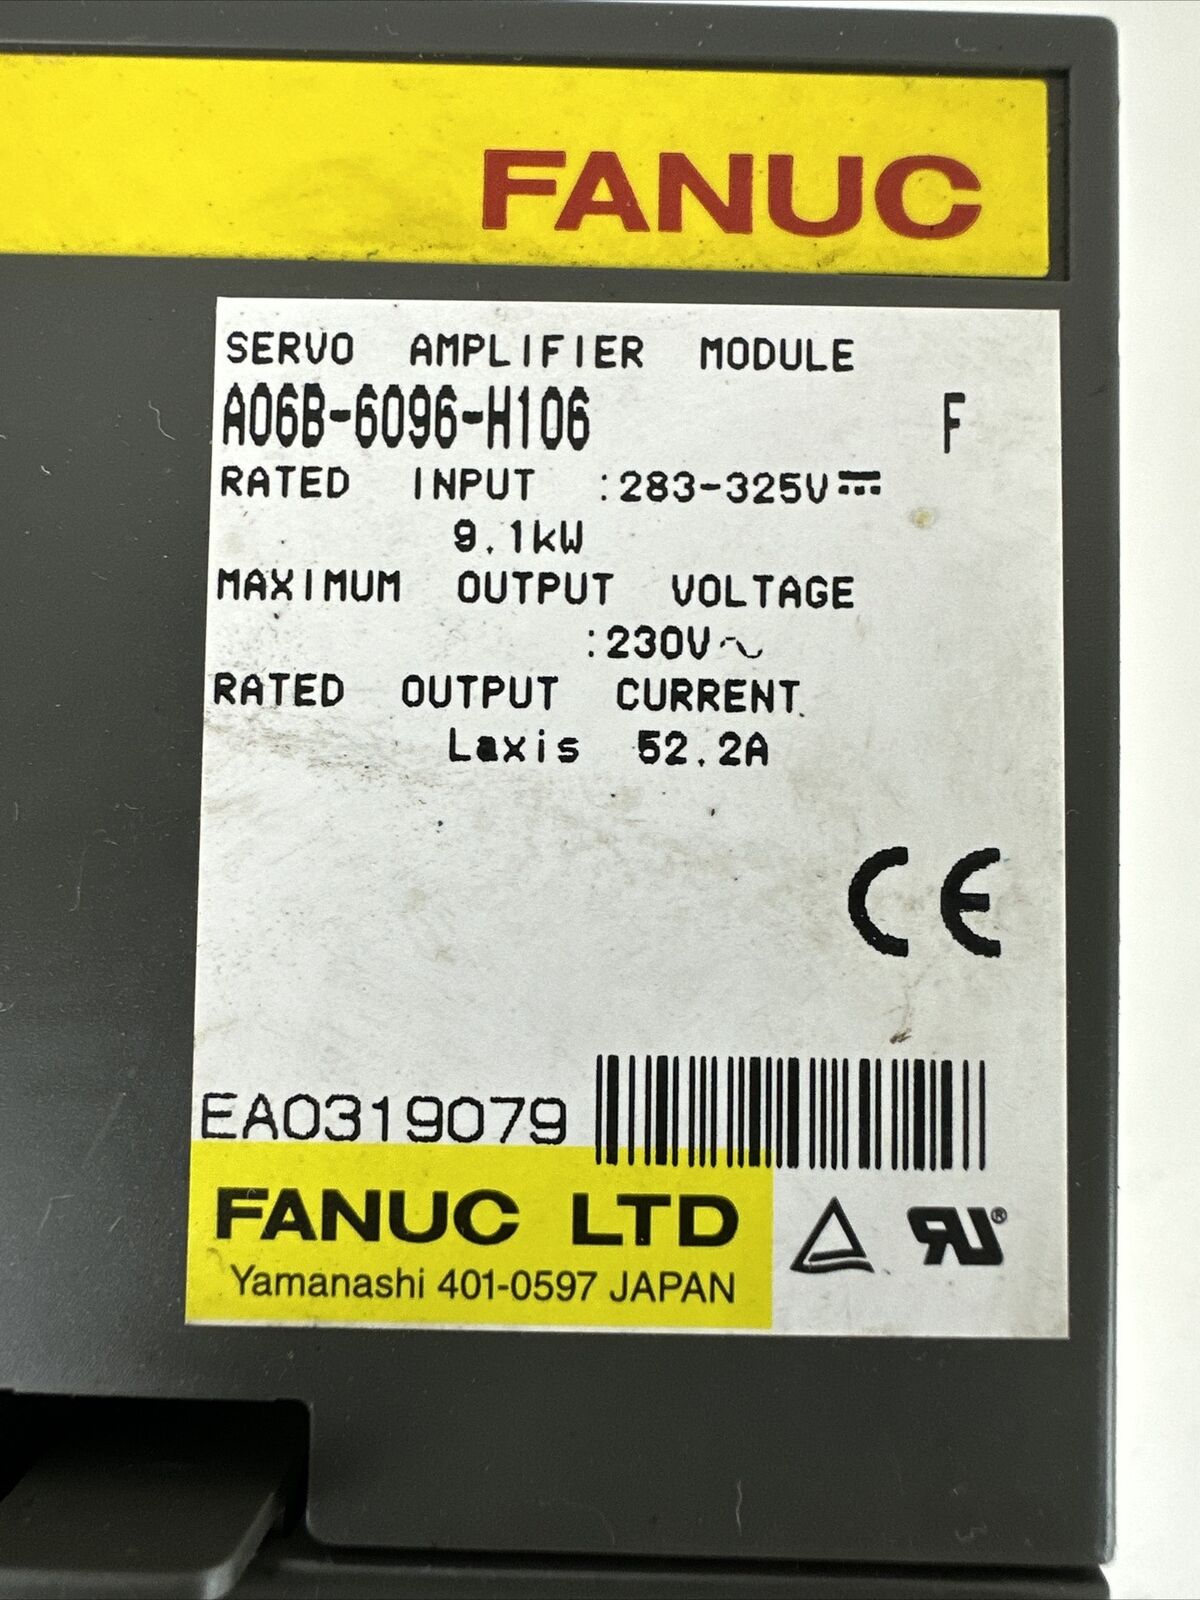 FANUC
SERVO AMPLIFIER MODULE
A06B-6096-H106 F
RATED INPUT :283-325V⎓
9.1kW
MAXIMUM OUTPUT VOLTAGE
:230V~
RATED OUTPUT CURRENT
Laxis 52.2A
CE
EA0319079
FANUC LTD
Yamanashi 401-0597 JAPAN
RU®